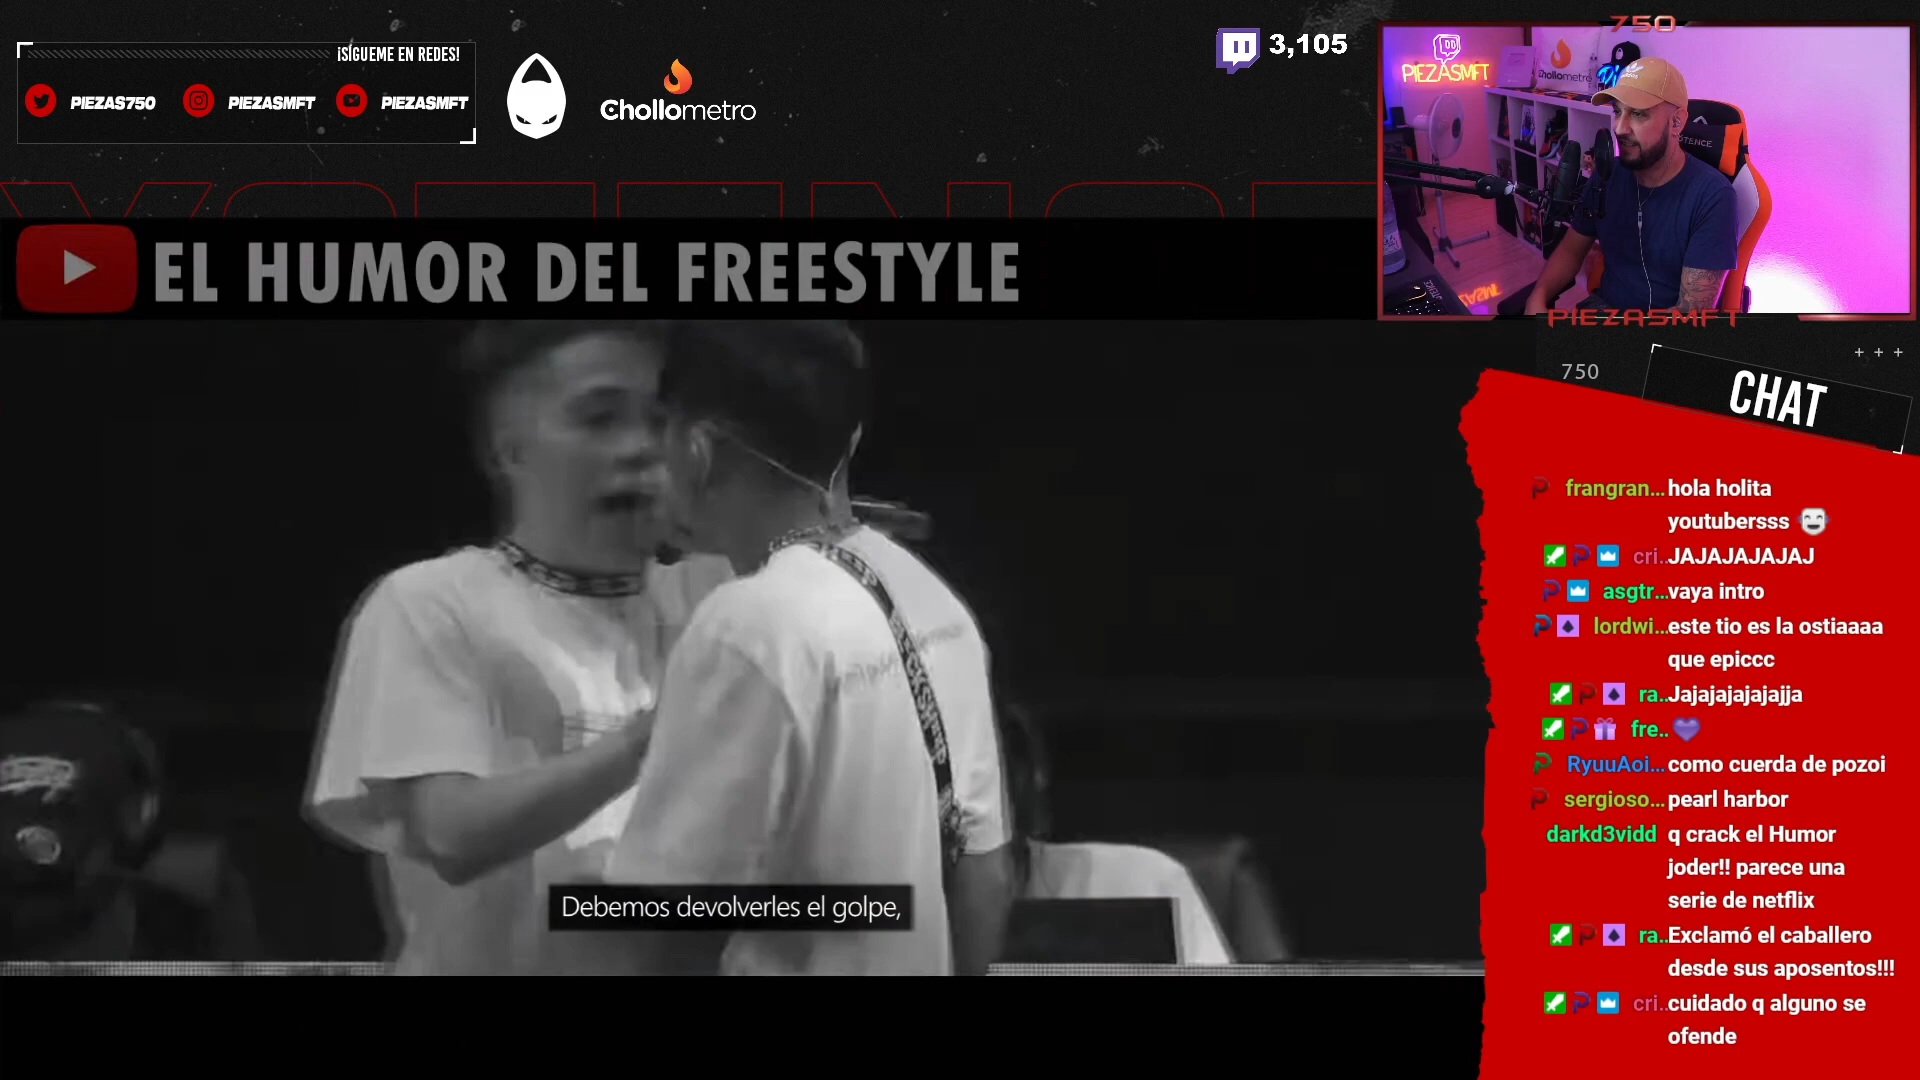 ¡SÍGUEME EN REDES!
PIEZAS750
PIEZASMFT
PIEZASMFT
Chollometro
3,105
750
PIEZASMFT
Chollometro
PIEZASMFT
EL HUMOR DEL FREESTYLE
750
+ + +
CHAT
frangran... hola holita
youtubersss
cri.. JAJAJAJAJAJ
asgtr... vaya intro
lordwi... este tio es la ostiaaaa
que epiccc
ra.. Jajajajajajajja
fre..
RyuuAoi... como cuerda de pozoi
sergioso... pearl harbor
darkd3vidd q crack el Humor
joder!! parece una
serie de netflix
ra.. Exclamó el caballero
desde sus aposentos!!!
cri.. cuidado q alguno se
ofende
Debemos devolverles el golpe,